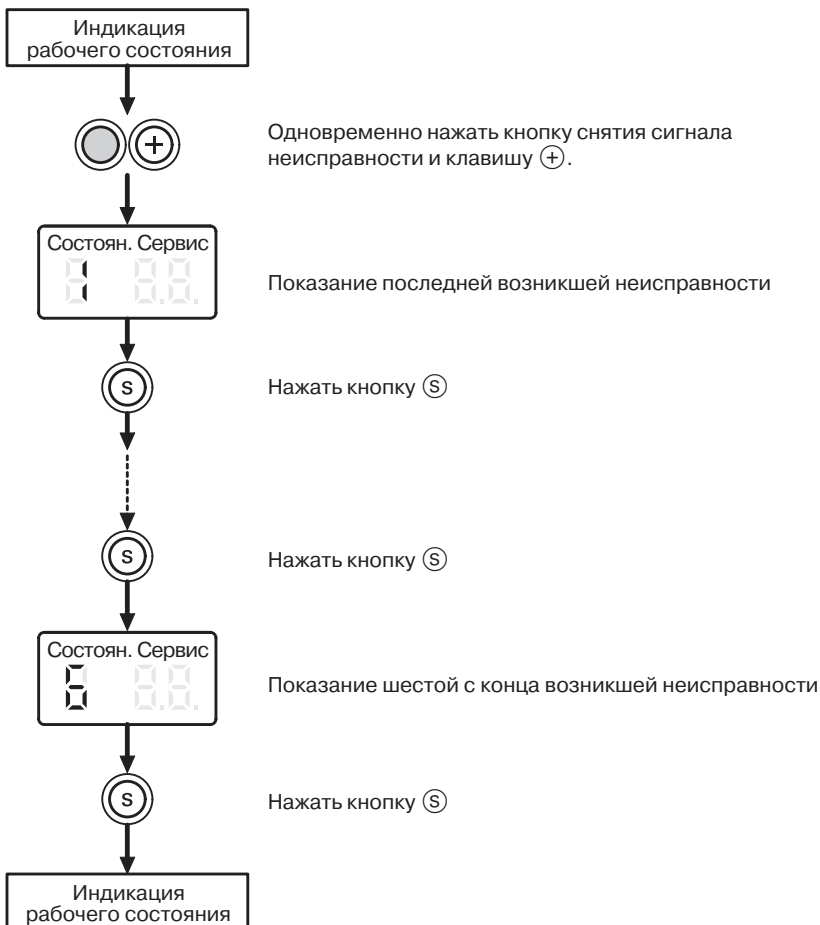 Индикация
рабочего состояния
+
Одновременно нажать кнопку снятия сигнала
неисправности и клавишу ⊕.
Состоян. Сервис
1 8.8.
Показание последней возникшей неисправности
S
Нажать кнопку Ⓢ
S
Нажать кнопку Ⓢ
Состоян. Сервис
6 8.8.
Показание шестой с конца возникшей неисправности
S
Нажать кнопку Ⓢ
Индикация
рабочего состояния